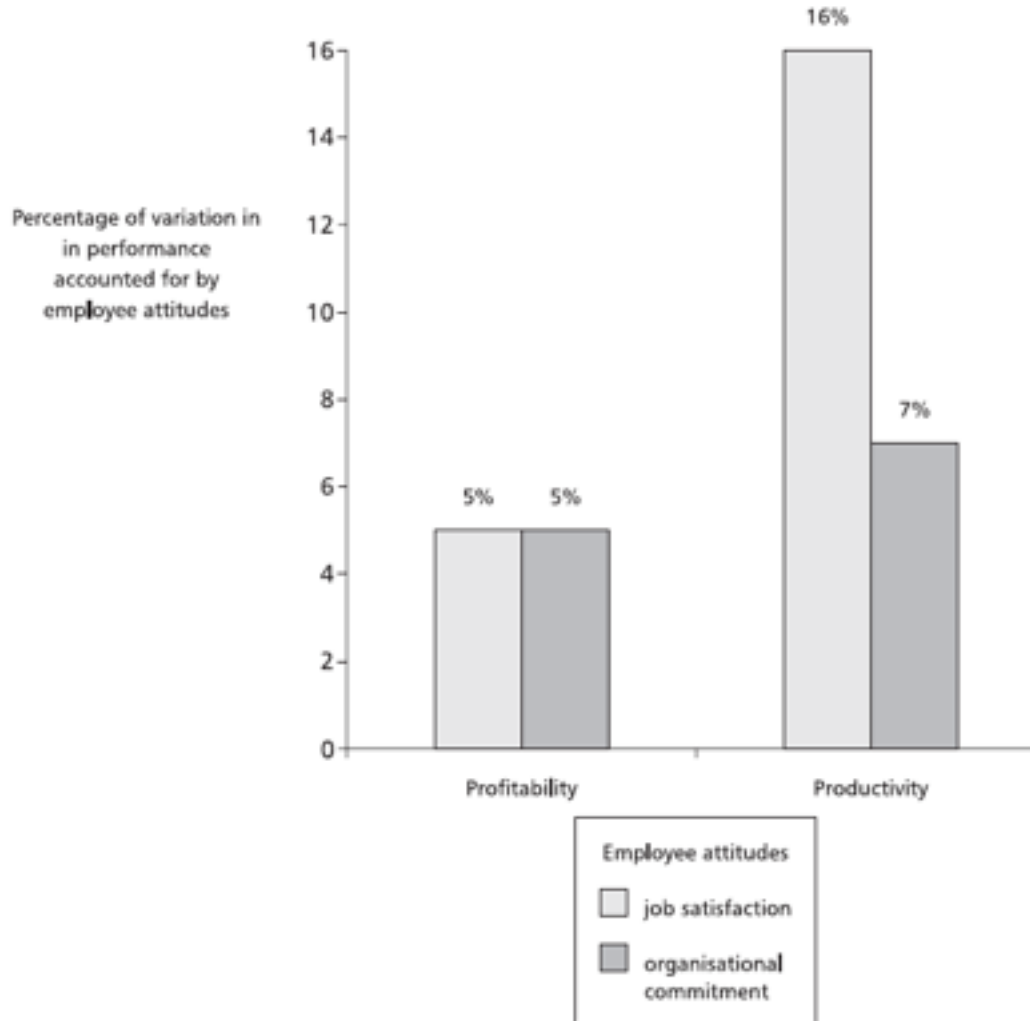 16%
16
14
12
Percentage of variation in
in performance
accounted for by
employee attitudes
10
8
7%
6
5% 5%
4
2
0
Profitability Productivity
Employee attitudes
job satisfaction
organisational
commitment